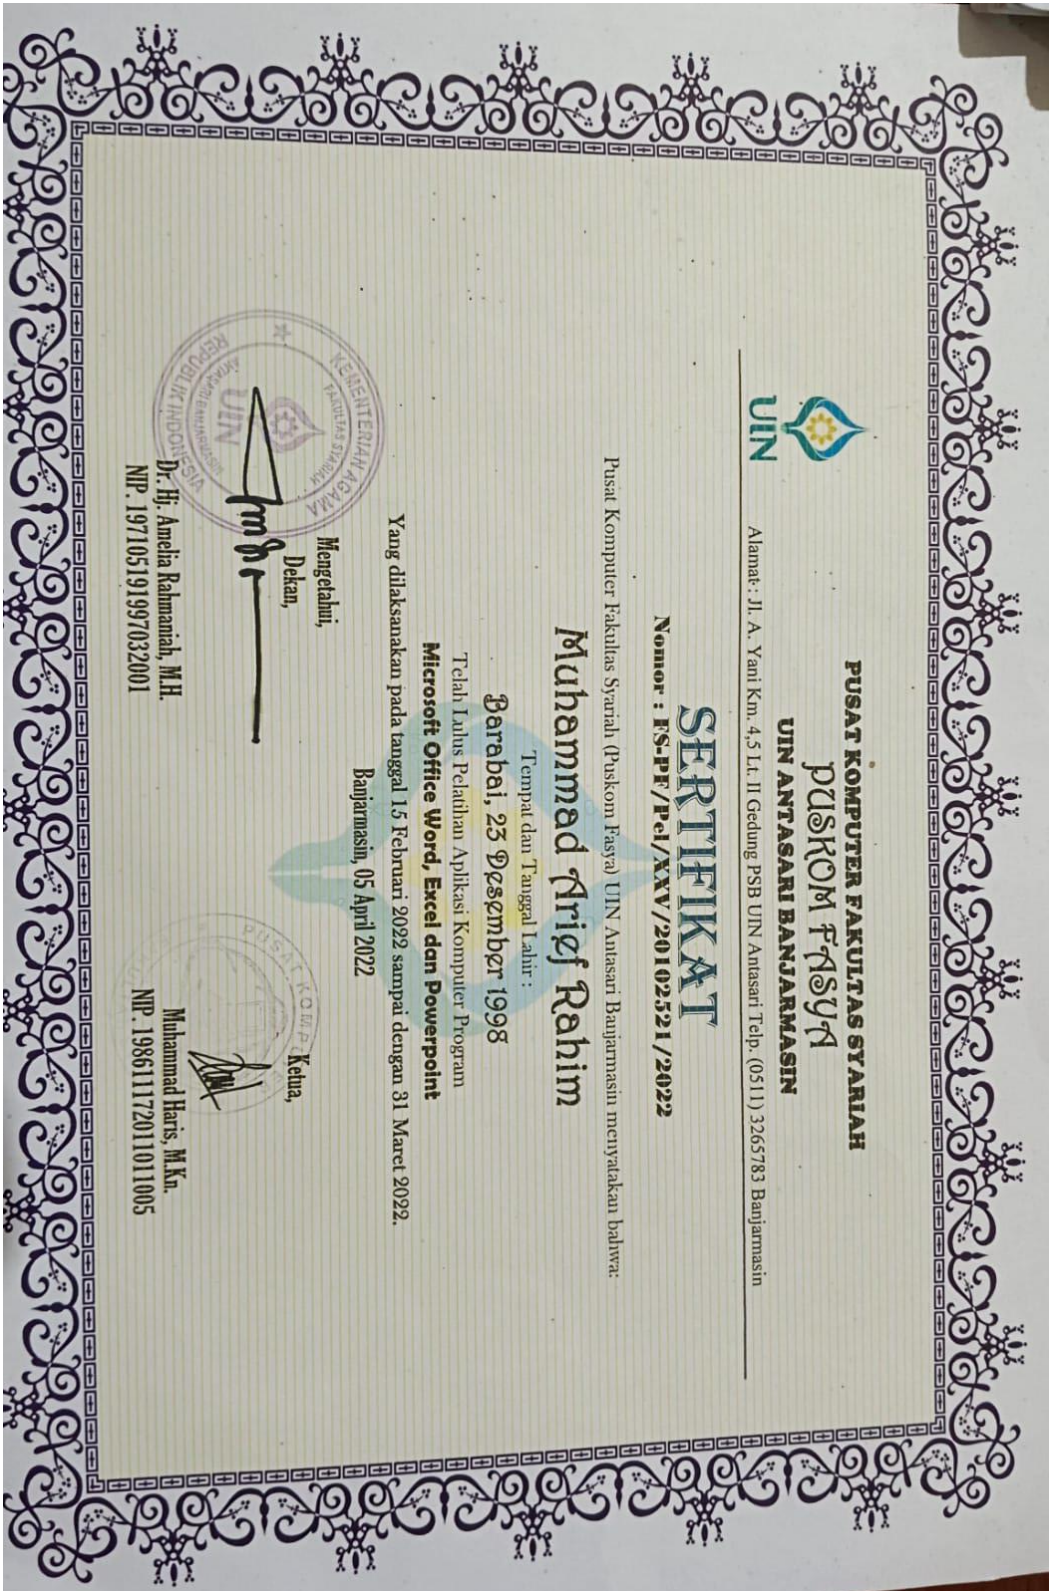 PUSAT KOMPUTER FAKULTAS SYARIAH
PUSKOM FASYA
UIN ANTASARI BANJARMASIN
UIN
Alamat : Jl. A. Yani Km. 4,5 Lt. II Gedung PSB UIN Antasari Telp. (0511) 3265783 Banjarmasin
SERTIFIKAT
Nomor : FS-PF/Pel/XXV/20102521/2022
Pusat Komputer Fakultas Syariah (Puskom Fasya) UIN Antasari Banjarmasin menyatakan bahwa:
Muhammad Arief Rahim
Tempat dan Tanggal Lahir :
Barabai, 23 Desember 1998
Telah Lulus Pelatihan Aplikasi Komputer Program
Microsoft Office Word, Excel dan Powerpoint
Yang dilaksanakan pada tanggal 15 Februari 2022 sampai dengan 31 Maret 2022.
Banjarmasin, 05 April 2022
Mengetahui,
Dekan,
Ketua,
KEMENTERIAN AGAMA
FAKULTAS SYARIAH
UIN
ANTASARI BANJARMASIN
REPUBLIK INDONESIA
PUSAT KOMPUTER
Dr. Hj. Amelia Rahmaniah, M.H.
NIP. 197105191997032001
Muhammad Haris, M.Kn.
NIP. 198611172011011005